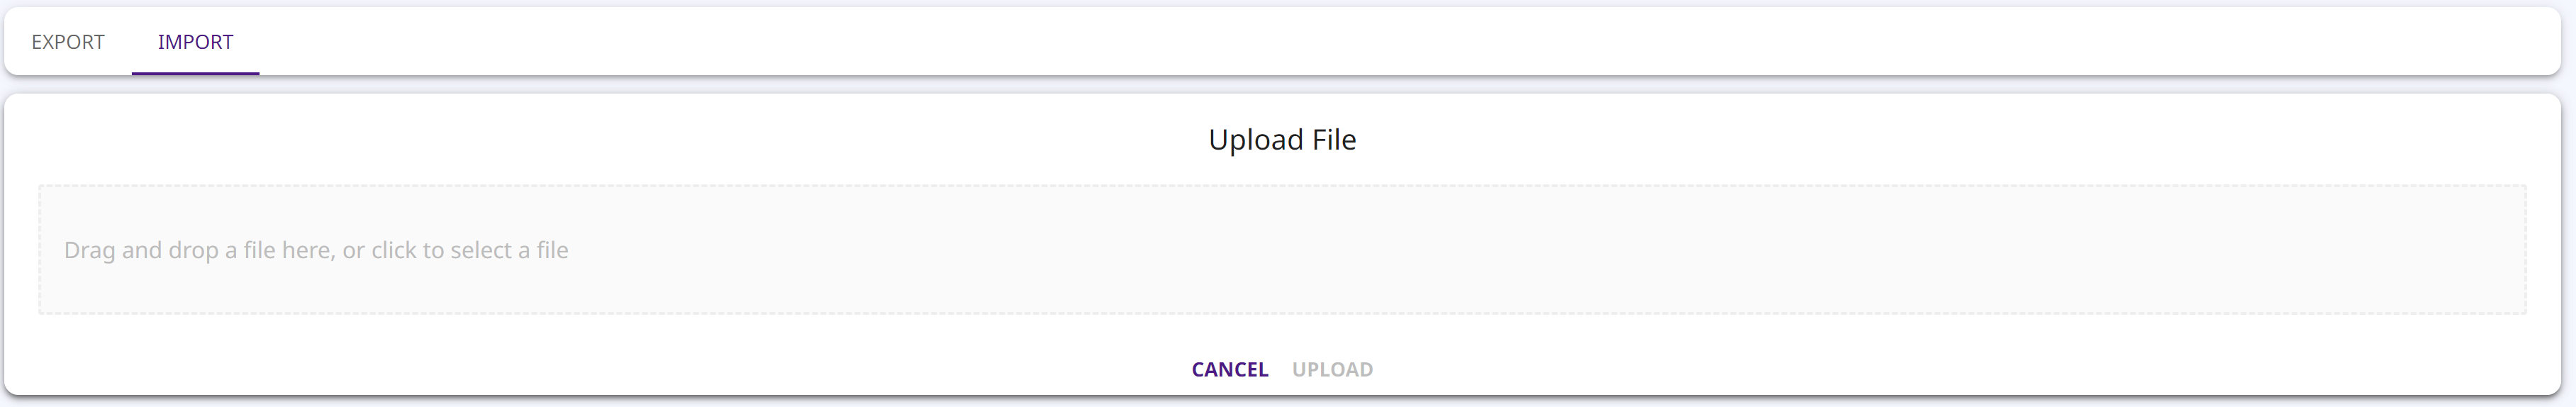 EXPORT IMPORT
Upload File
Drag and drop a file here, or click to select a file
CANCEL UPLOAD